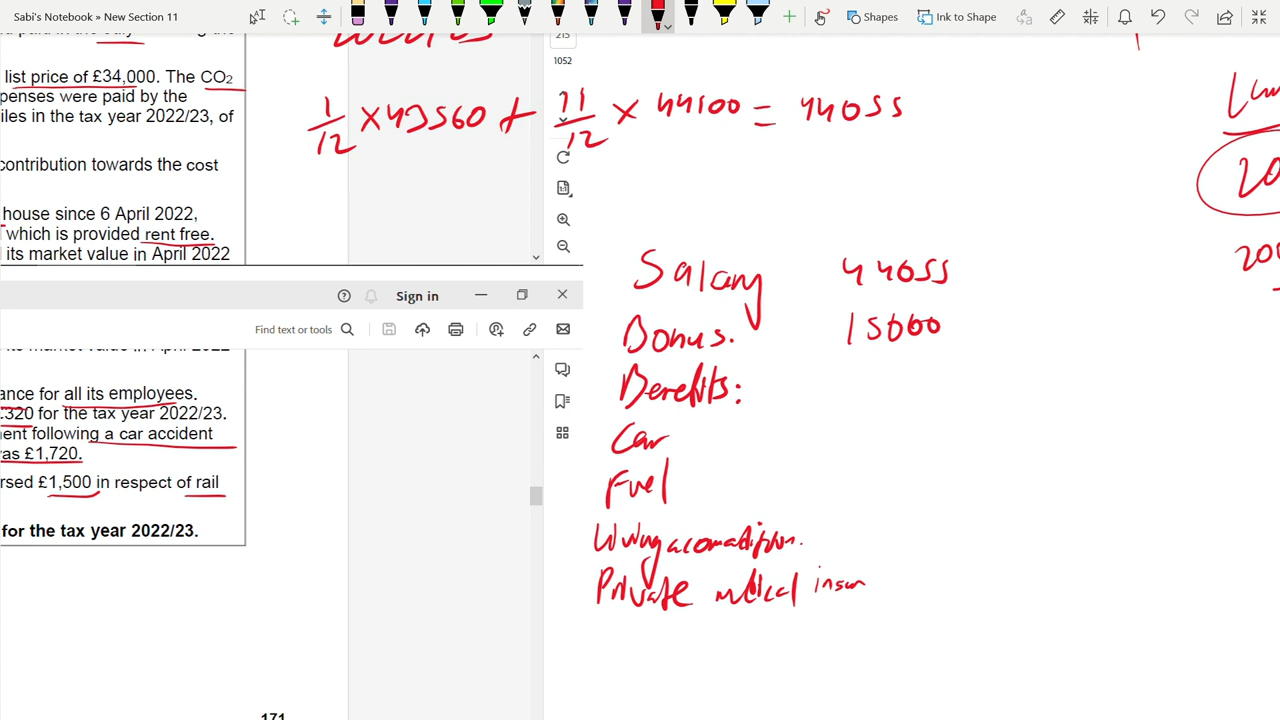 Sabi's Notebook » New Section 11
Shapes
Ink to Shape
215
1052
list price of £34,000. The CO2
penses were paid by the
iles in the tax year 2022/23, of
contribution towards the cost
house since 6 April 2022,
which is provided rent free.
its market value in April 2022
1/12 × 43560 + 11/12 × 44100 = 44055
Sign in
Find text or tools
ance for all its employees.
£320 for the tax year 2022/23.
ent following a car accident
was £1,720.
rsed £1,500 in respect of rail
for the tax year 2022/23.
171
Salary 44055
Bonus. 15000
Benefits:
Car
Fuel
Private medical insur